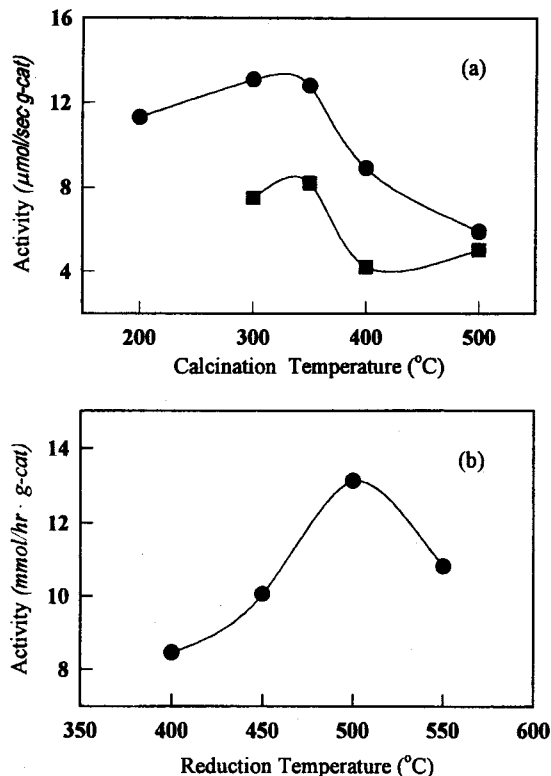 16
(a)
12
8
4
Activity (μmol/sec·g-cat)
200 300 400 500
Calcination Temperature (°C)
14
(b)
12
10
8
Activity (mmol/hr · g-cat)
350 400 450 500 550 600
Reduction Temperature (°C)